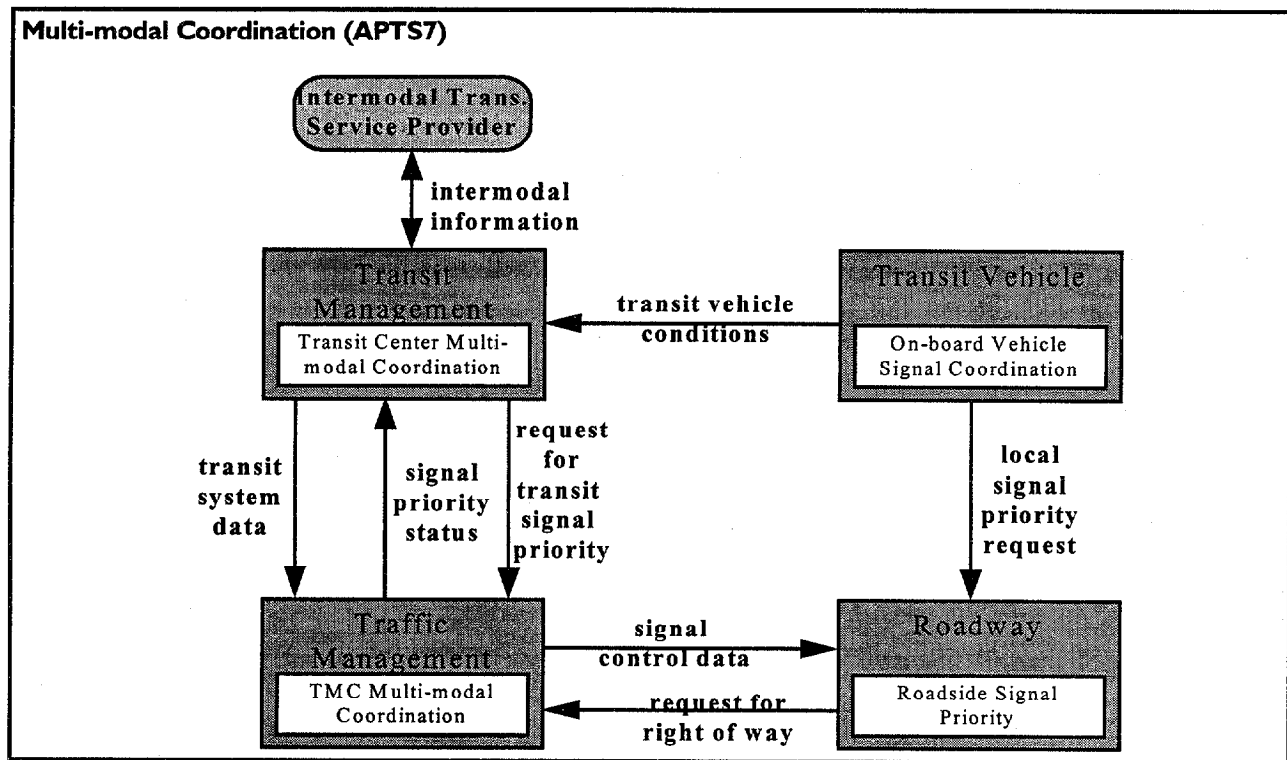 Multi-modal Coordination (APTS7)
Intermodal Trans.
Service Provider
intermodal
information
Transit
Management
Transit Center Multi-
modal Coordination
transit vehicle
conditions
Transit Vehicle
On-board Vehicle
Signal Coordination
transit
system
data
signal
priority
status
request
for
transit
signal
priority
local
signal
priority
request
Traffic
Management
TMC Multi-modal
Coordination
signal
control data
request for
right of way
Roadway
Roadside Signal
Priority